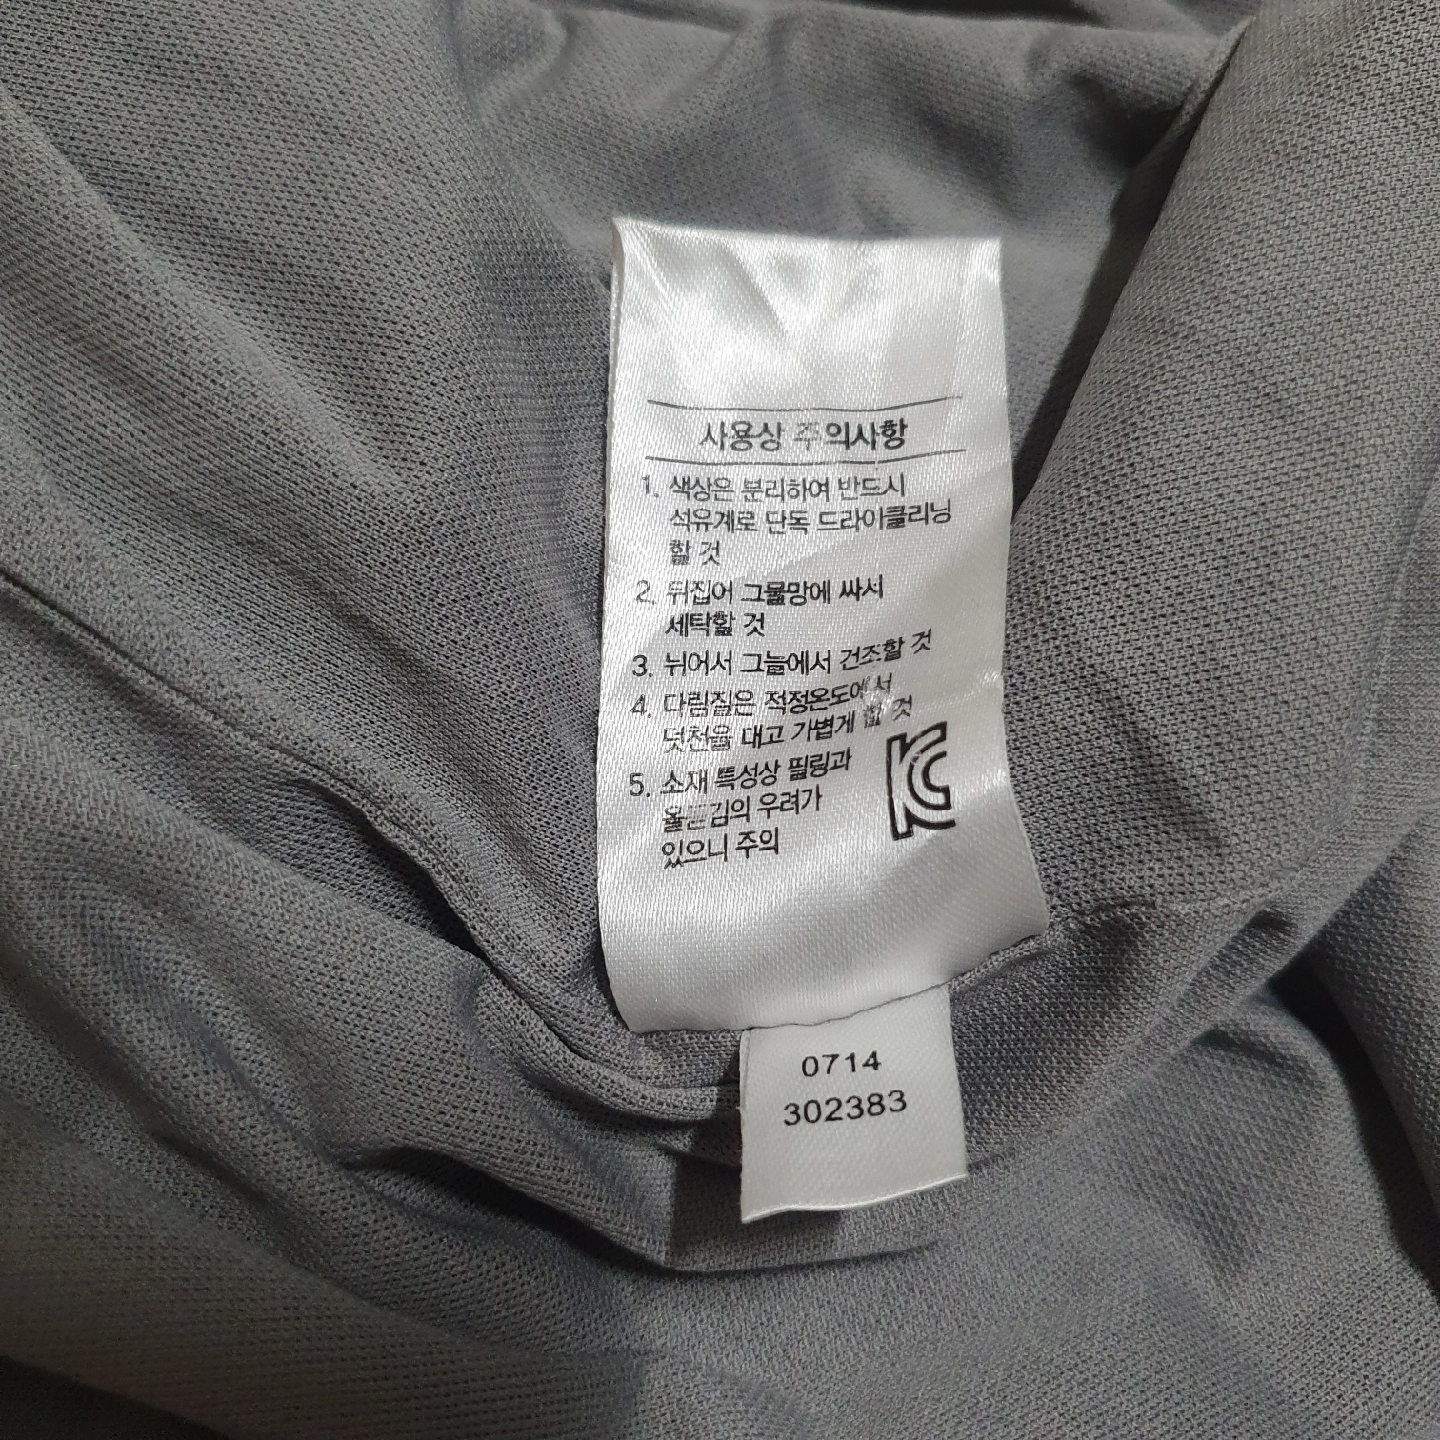 사용상 주의사항
1. 색상은 분리하여 반드시
석유계로 단독 드라이클리닝
할 것
2. 뒤집어 그물망에 싸서
세탁할 것
3. 뉘어서 그늘에서 건조할 것
4. 다림질은 적정온도에서
덧천을 대고 가볍게 할 것
5. 소재 특성상 필링과
의 우려가
있으니 주의
KC
0714
302383